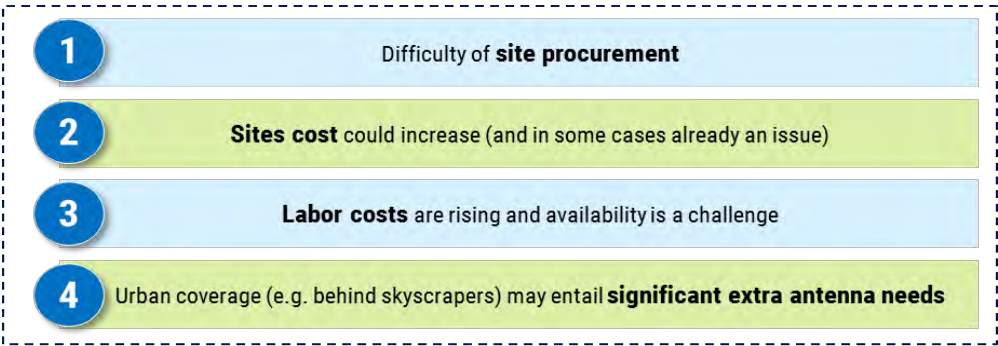 1
Difficulty of site procurement
2
Sites cost could increase (and in some cases already an issue)
3
Labor costs are rising and availability is a challenge
4
Urban coverage (e.g. behind skyscrapers) may entail significant extra antenna needs